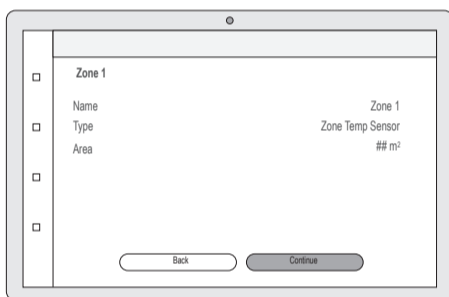 Zone 1
Name Zone 1
Type Zone Temp Sensor
Area ## m²
Back Continue